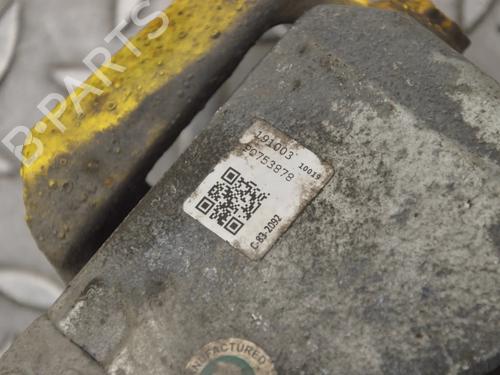 191003 10019
90753878
C-83-2092
B-PARTS
NUFACTURED